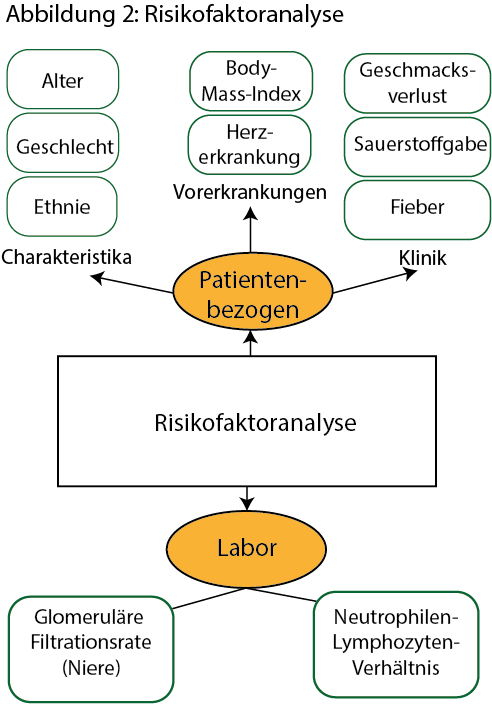 Abbildung 2: Risikofaktoranalyse
Alter
Geschlecht
Ethnie
Charakteristika
Body-
Mass-Index
Herz-
erkrankung
Vorerkrankungen
Geschmacks-
verlust
Sauerstoffgabe
Fieber
Klinik
Patienten-
bezogen
Risikofaktoranalyse
Labor
Glomeruläre
Filtrationsrate
(Niere)
Neutrophilen-
Lymphozyten-
Verhältnis